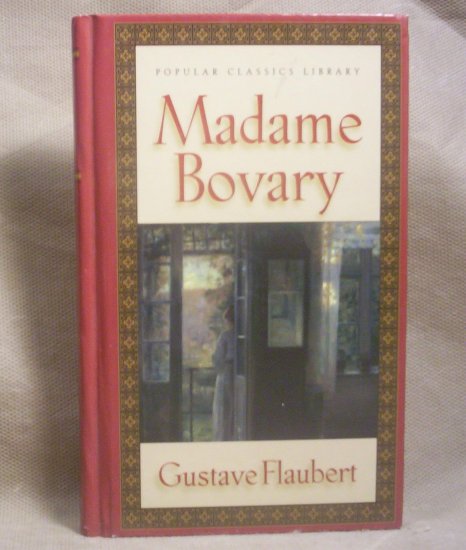 POPULAR CLASSICS LIBRARY
Madame
Bovary
Gustave Flaubert